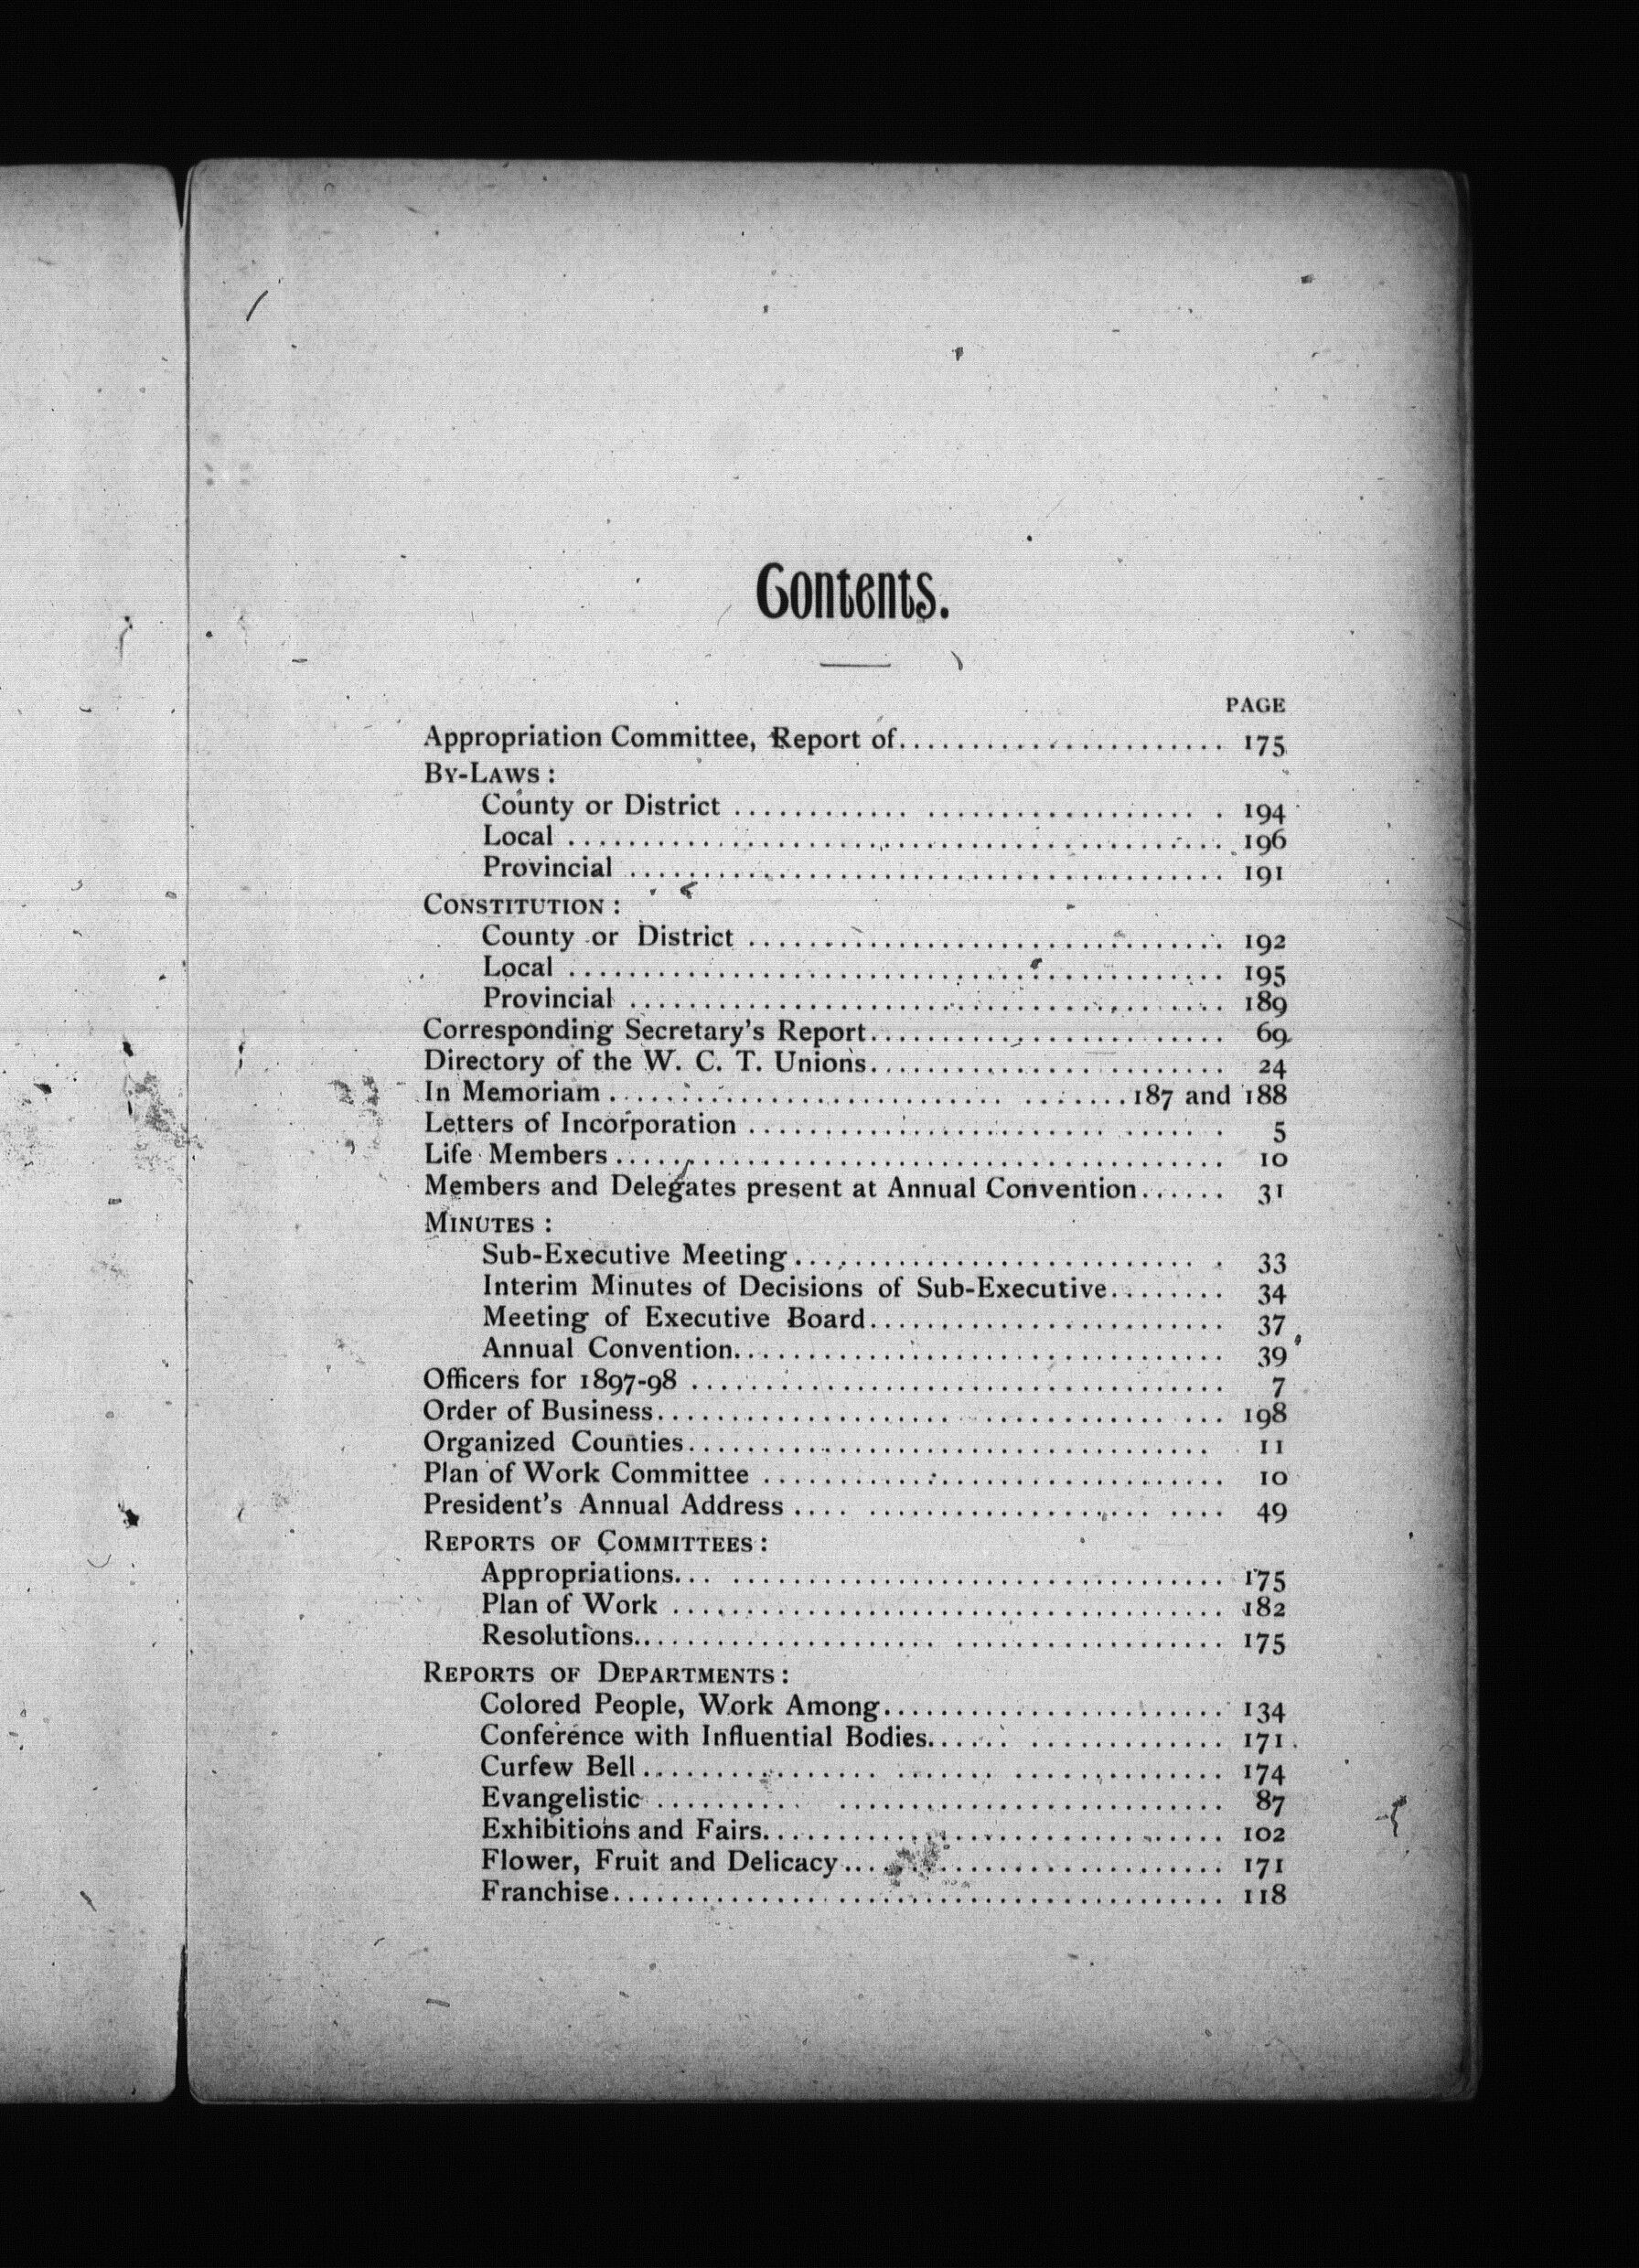 Contents.
PAGE
Appropriation Committee, Report of........................ 175
BY-LAWS :
County or District ................................ 194
Local ............................................ 196
Provincial ........................................ 191
CONSTITUTION :
County or District ................................ 192
Local ............................................ 195
Provincial ........................................ 189
Corresponding Secretary's Report........................ 69
Directory of the W. C. T. Unions........................ 24
In Memoriam ..................................187 and 188
Letters of Incorporation ................................ 5
Life Members ......................................... 10
Members and Delegates present at Annual Convention...... 31
MINUTES :
Sub-Executive Meeting ............................. 33
Interim Minutes of Decisions of Sub-Executive........ 34
Meeting of Executive Board........................ 37
Annual Convention................................. 39
Officers for 1897-98 .................................... 7
Order of Business...................................... 198
Organized Counties.................................... 11
Plan of Work Committee ............................... 10
President's Annual Address ............................. 49
REPORTS OF COMMITTEES :
Appropriations.................................... 175
Plan of Work ..................................... 182
Resolutions....................................... 175
REPORTS OF DEPARTMENTS :
Colored People, Work Among....................... 134
Conference with Influential Bodies................... 171
Curfew Bell ....................................... 174
Evangelistic ...................................... 87
Exhibitions and Fairs............................... 102
Flower, Fruit and Delicacy.......................... 171
Franchise......................................... 118